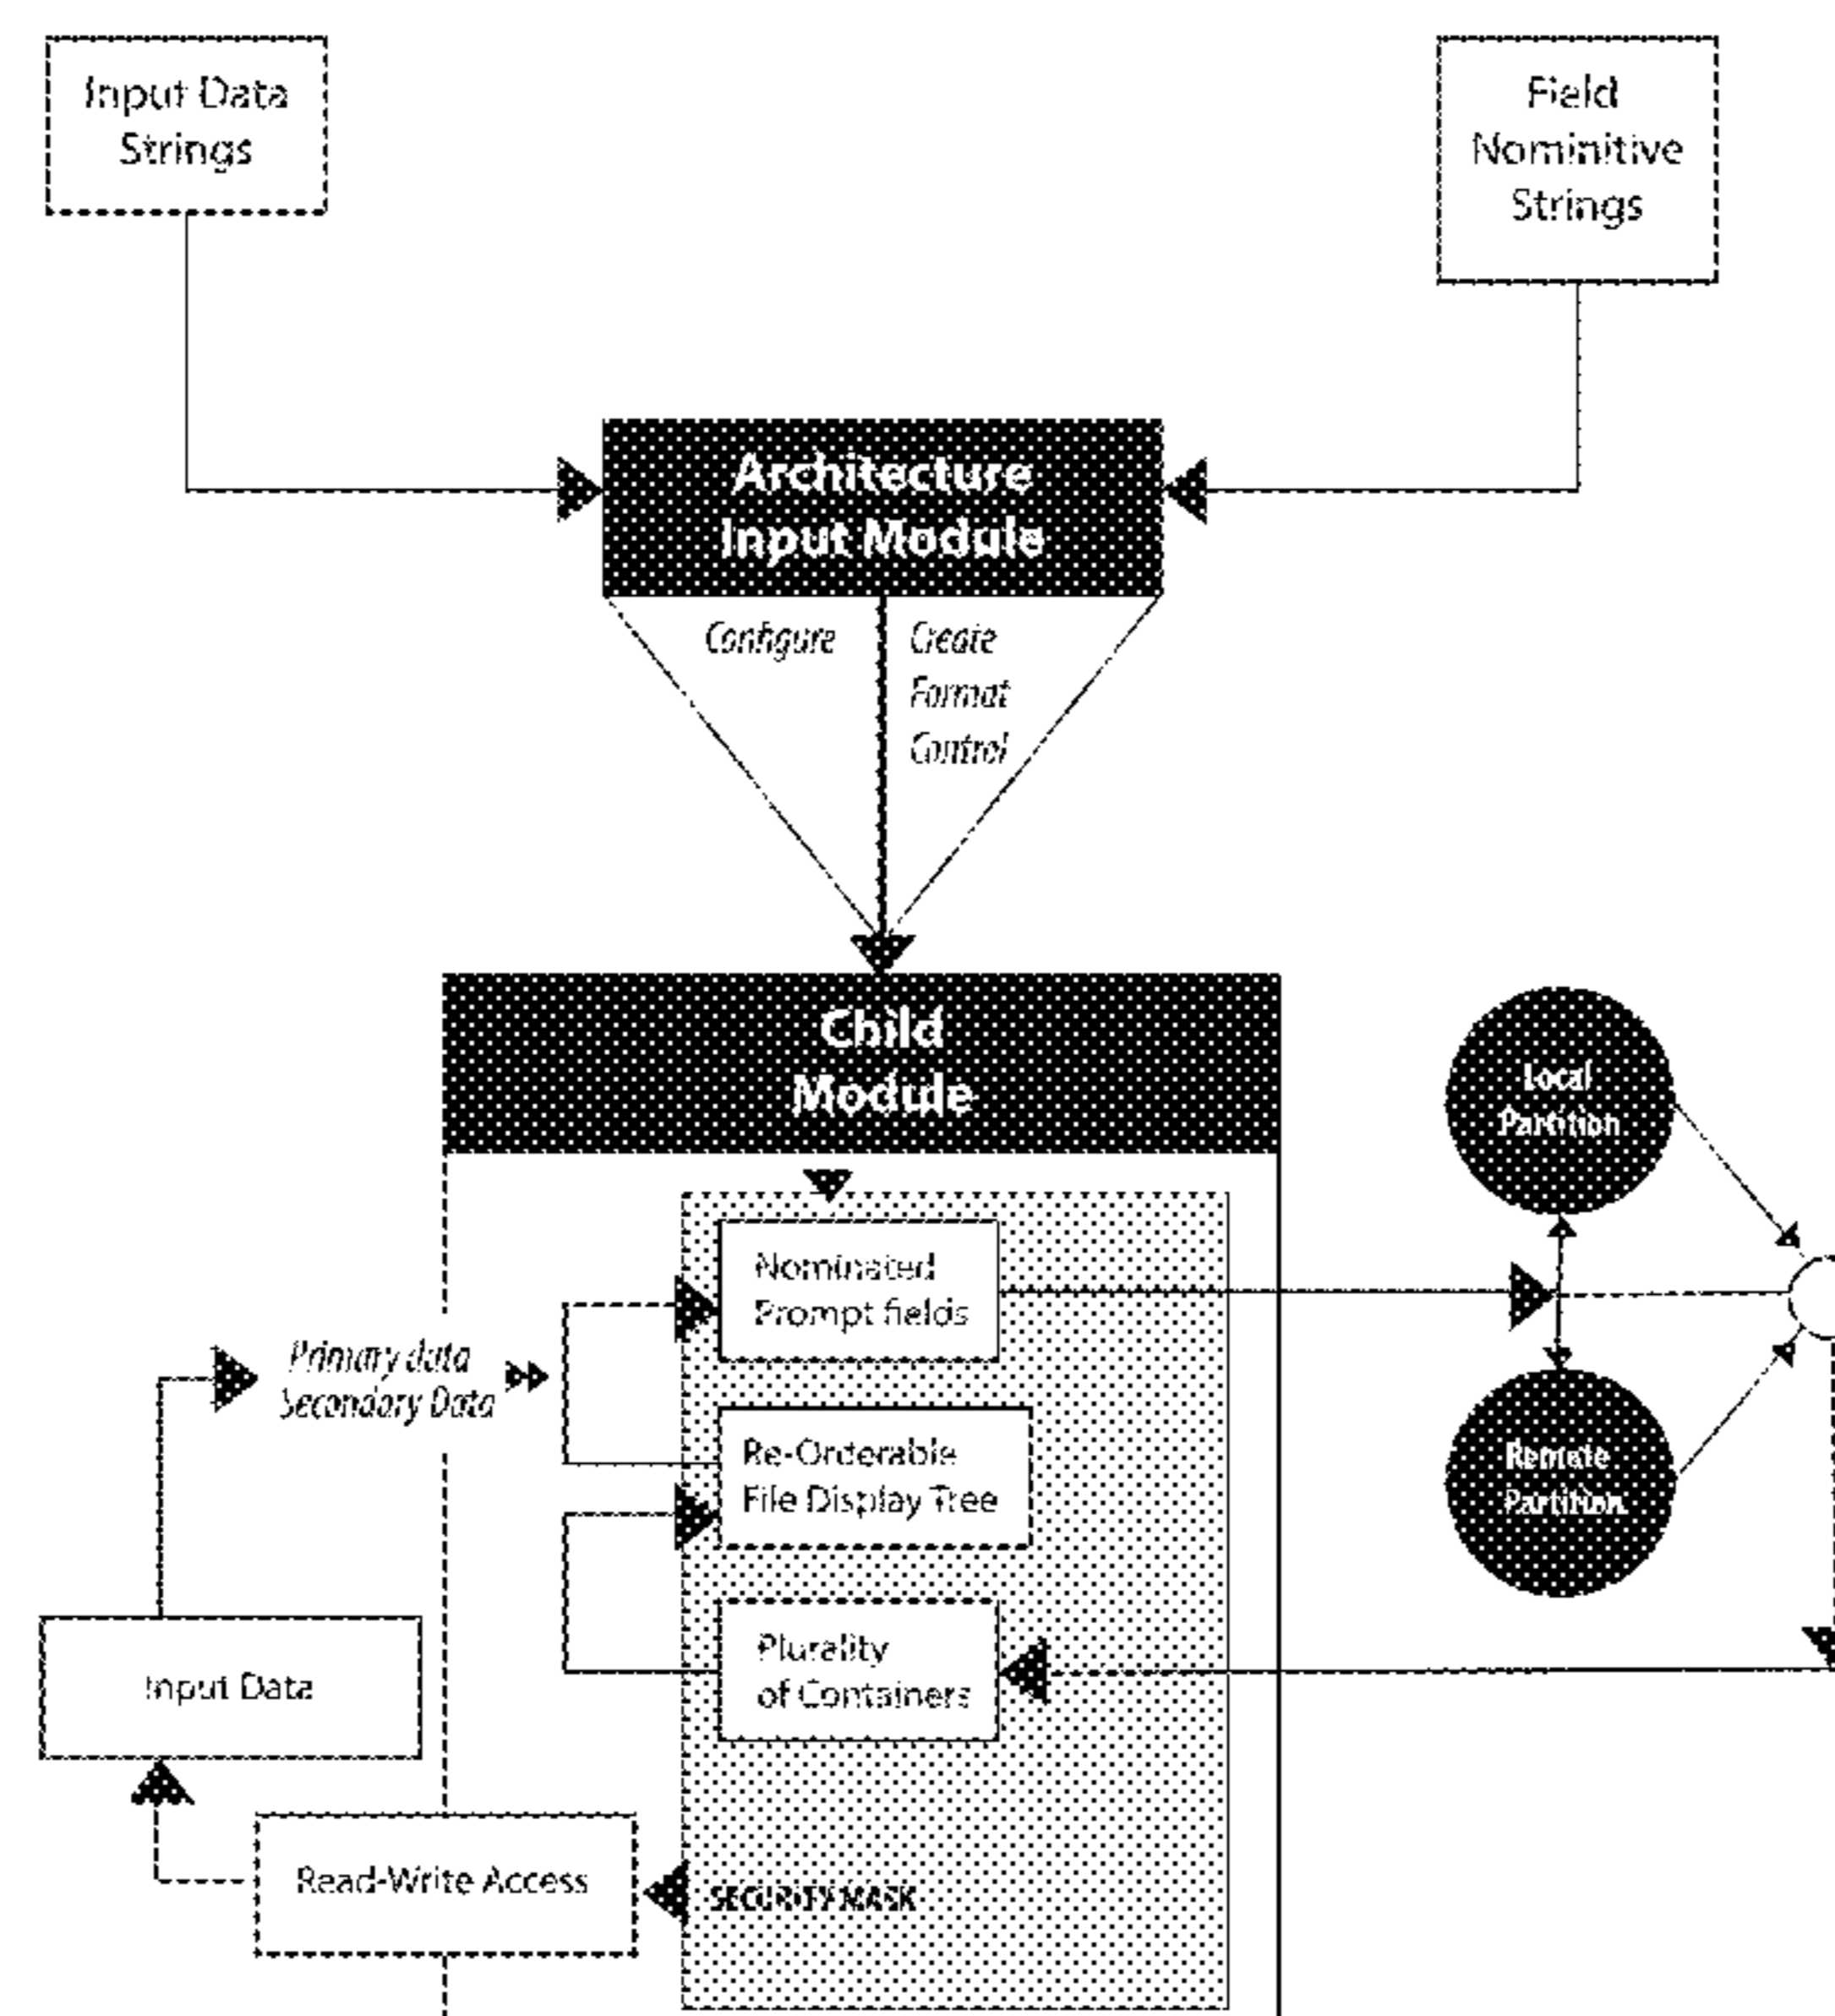 Input Data
Strings
Field
Nominitive
Strings
Architecture
Input Module
Configure
Create
Format
Control
Child
Module
Local
Partition
Nominated
Prompt fields
Primary data
Secondary Data
Re-Orderable
File Display Tree
Remote
Partition
Plurality
of Containers
Input Data
Read-Write Access
SECURITY MASK